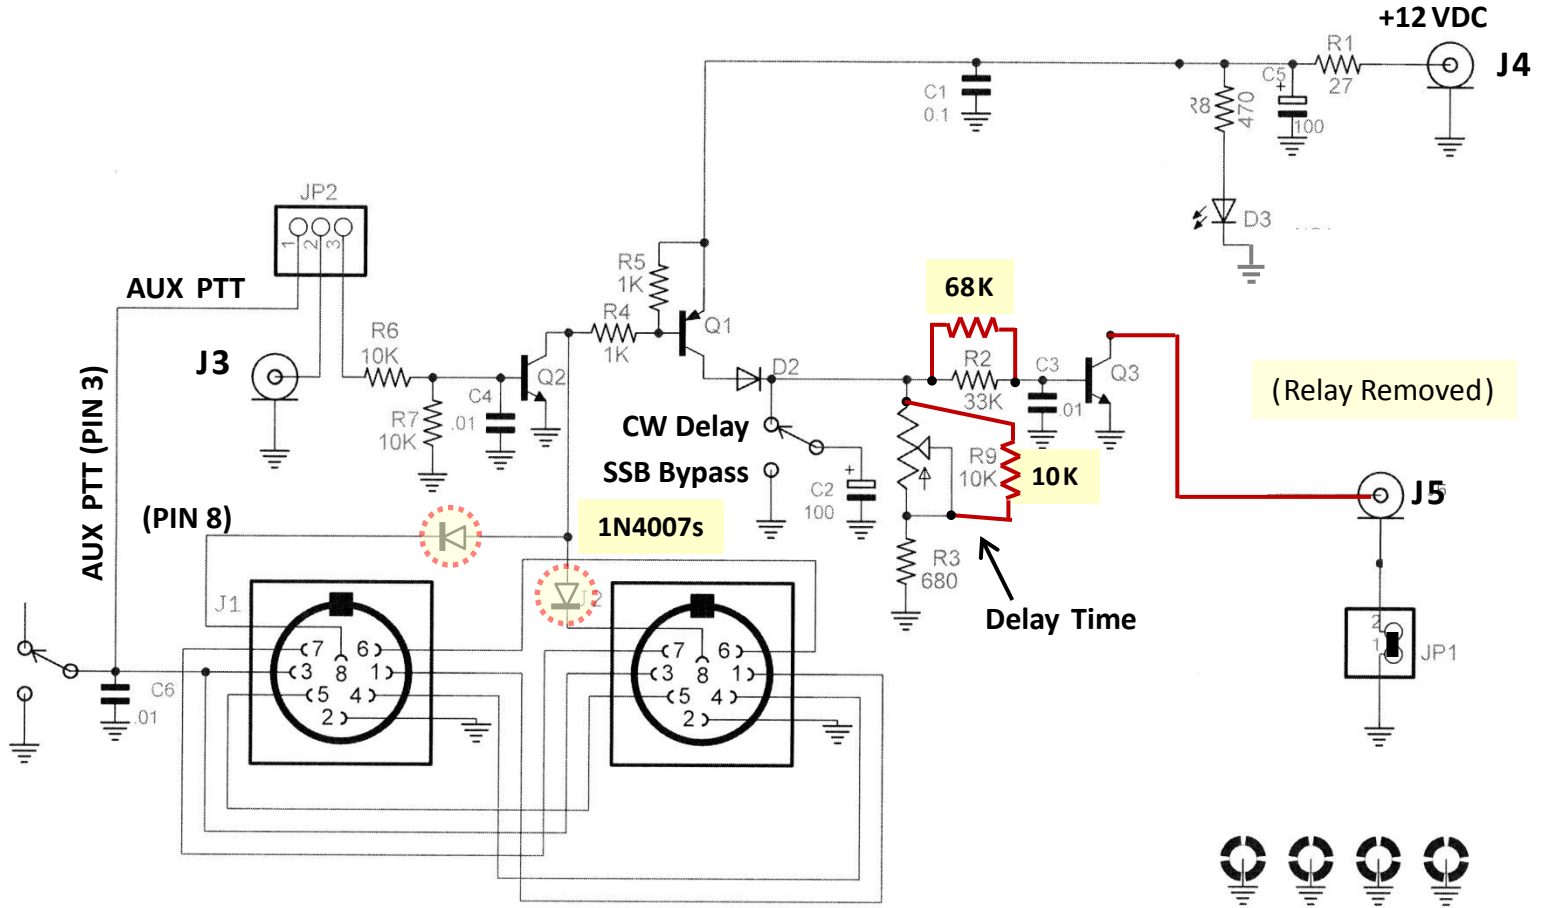 +12 VDC
J4
R1
27
C5
+
100
R8
470
D3
C1
0.1
JP2
1
2
3
AUX PTT
AUX PTT (PIN 3)
J3
R6
10K
R7
10K
C4
.01
Q2
R5
1K
R4
1K
Q1
D2
68K
R2
33K
C3
.01
Q3
(Relay Removed)
CW Delay
SSB Bypass
+
C2
100
R9
10K
10K
J5
(PIN 8)
1N4007s
R3
680
Delay Time
J1
7
6
3
8
1
5
4
2
7
6
3
8
1
5
4
2
C6
.01
2
1
JP1